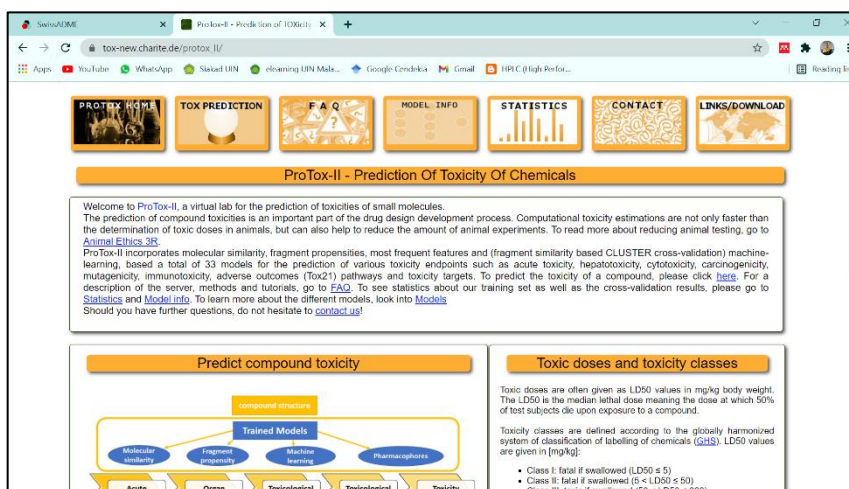 SwissADME
ProTox-II - Prediction of TOXicity
tox-new.charite.de/protox_II/
Apps YouTube WhatsApp Siakad UIN elearning UIN Mala... Google Cendekia Gmail HPLC (High Perfor... Reading lis
PROTOX HOME TOX PREDICTION F A Q MODEL INFO STATISTICS CONTACT LINKS/DOWNLOAD
ProTox-II - Prediction Of Toxicity Of Chemicals
Welcome to ProTox-II, a virtual lab for the prediction of toxicities of small molecules.
The prediction of compound toxicities is an important part of the drug design development process. Computational toxicity estimations are not only faster than
the determination of toxic doses in animals, but can also help to reduce the amount of animal experiments. To read more about reducing animal testing, go to
Animal Ethics 3R.
ProTox-II incorporates molecular similarity, fragment propensities, most frequent features and (fragment similarity based CLUSTER cross-validation) machine-
learning, based a total of 33 models for the prediction of various toxicity endpoints such as acute toxicity, hepatotoxicity, cytotoxicity, carcinogenicity,
mutagenicity, immunotoxicity, adverse outcomes (Tox21) pathways and toxicity targets. To predict the toxicity of a compound, please click here. For a
description of the server, methods and tutorials, go to FAQ. To see statistics about our training set as well as the cross-validation results, please go to
Statistics and Model info. To learn more about the different models, look into Models
Should you have further questions, do not hesitate to contact us!
Predict compound toxicity
compound structure
Trained Models
Molecular similarity
Fragment propensity
Machine learning
Pharmacophores
Acute Organ Toxicological Toxicological Toxicity
Toxic doses and toxicity classes
Toxic doses are often given as LD50 values in mg/kg body weight.
The LD50 is the median lethal dose meaning the dose at which 50%
of test subjects die upon exposure to a compound.
Toxicity classes are defined according to the globally harmonized
system of classification of labelling of chemicals (GHS). LD50 values
are given in [mg/kg]:
Class I: fatal if swallowed (LD50 ≤ 5)
Class II: fatal if swallowed (5 < LD50 ≤ 50)